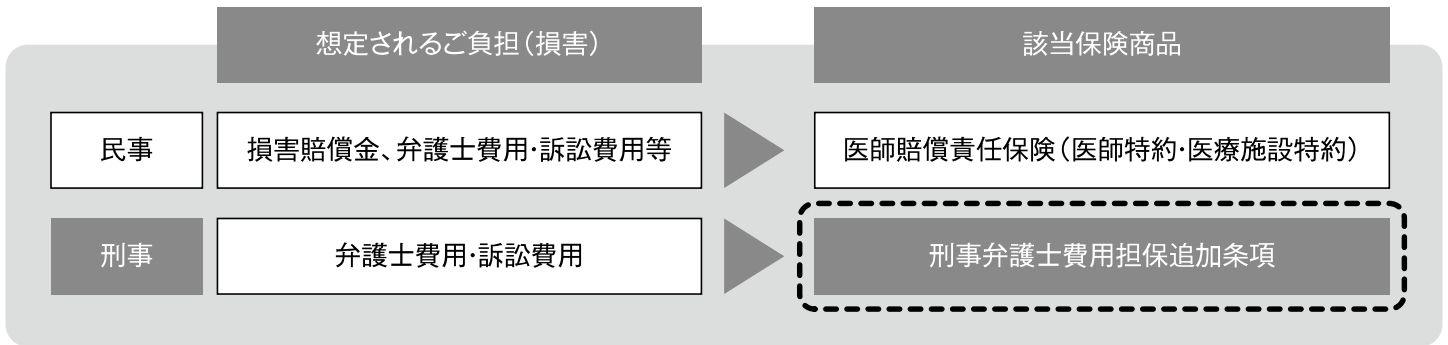 想定されるご負担（損害）
該当保険商品
民事
損害賠償金、弁護士費用・訴訟費用等
医師賠償責任保険（医師特約・医療施設特約）
刑事
弁護士費用・訴訟費用
刑事弁護士費用担保追加条項